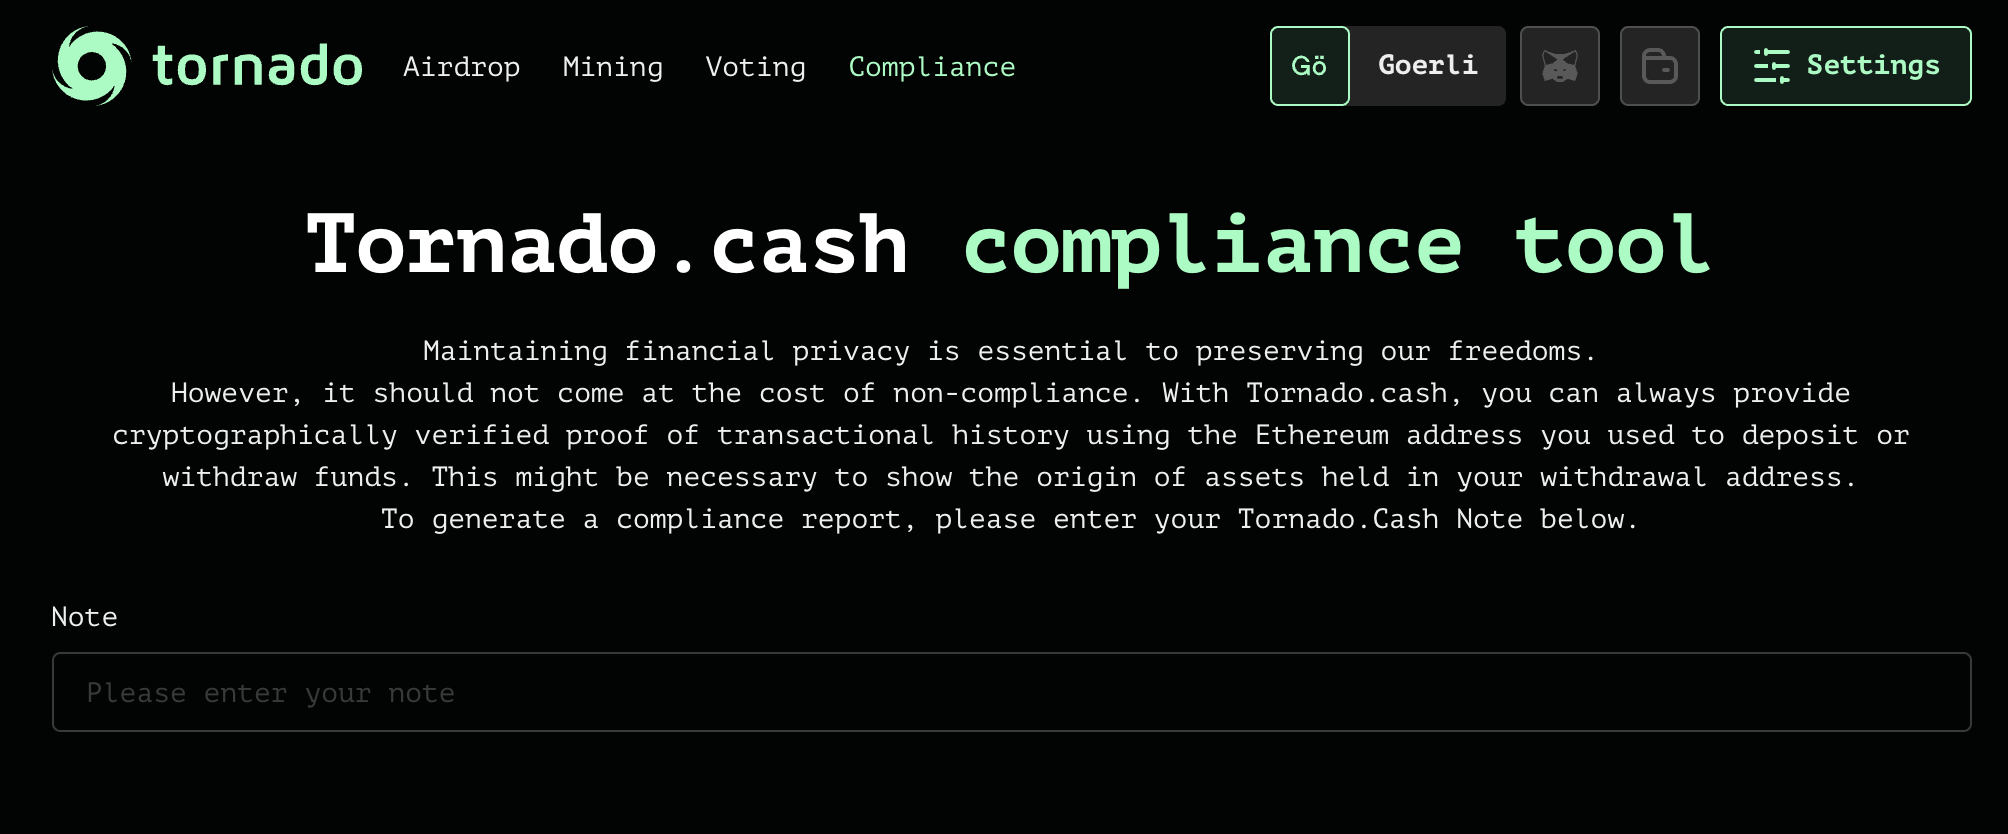 tornado Airdrop Mining Voting Compliance Gö Goerli Settings
Tornado.cash compliance tool
Maintaining financial privacy is essential to preserving our freedoms.
However, it should not come at the cost of non-compliance. With Tornado.cash, you can always provide
cryptographically verified proof of transactional history using the Ethereum address you used to deposit or
withdraw funds. This might be necessary to show the origin of assets held in your withdrawal address.
To generate a compliance report, please enter your Tornado.Cash Note below.
Note
Please enter your note